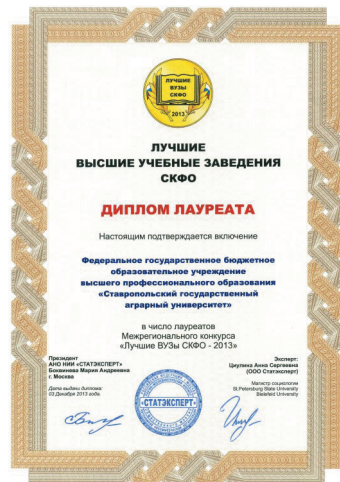 ЛУЧШИЕ
ВУЗЫ
СКФО
2013
ЛУЧШИЕ
ВЫСШИЕ УЧЕБНЫЕ ЗАВЕДЕНИЯ
СКФО
ДИПЛОМ ЛАУРЕАТА
Настоящим подтверждается включение
Федеральное государственное бюджетное
образовательное учреждение
высшего профессионального образования
«Ставропольский государственный
аграрный университет»
в число лауреатов
Межрегионального конкурса
«Лучшие ВУЗы СКФО - 2013»
Президент
АНО НИИ «СТАТЭКСПЕРТ»
Боквинева Мария Андреевна
г. Москва
Дата выдачи диплома:
03 Декабря 2013 года.
Эксперт:
Циулина Анна Сергеевна
(ООО Статэксперт)
Магистр социологии
St.Petersburg State University
Bielefeld University
«СТАТЭКСПЕРТ»